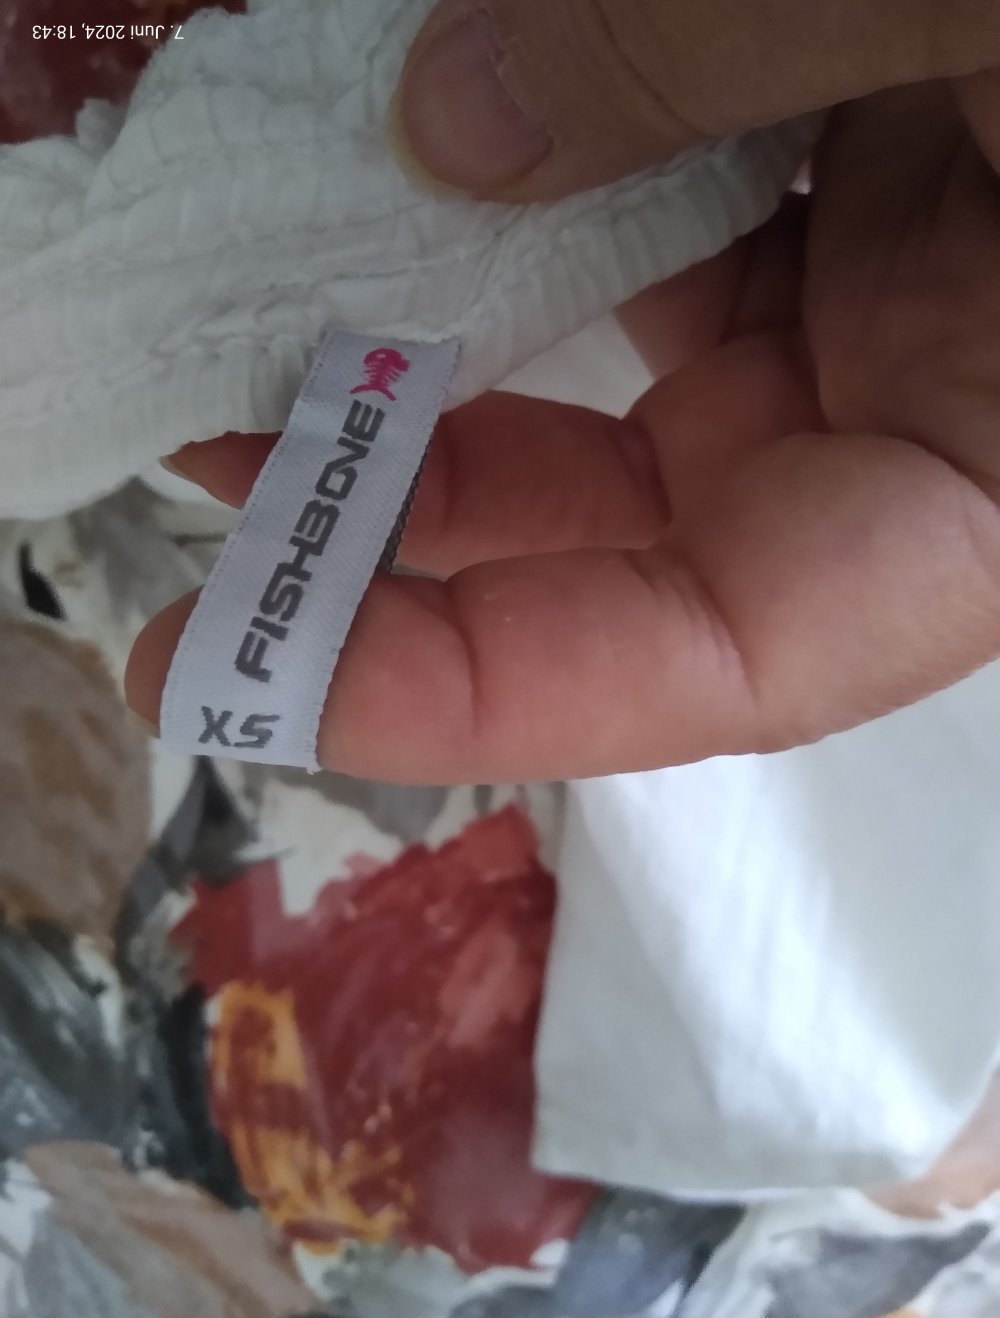 7. Juni 2024, 18:43
FISHBONE
XS